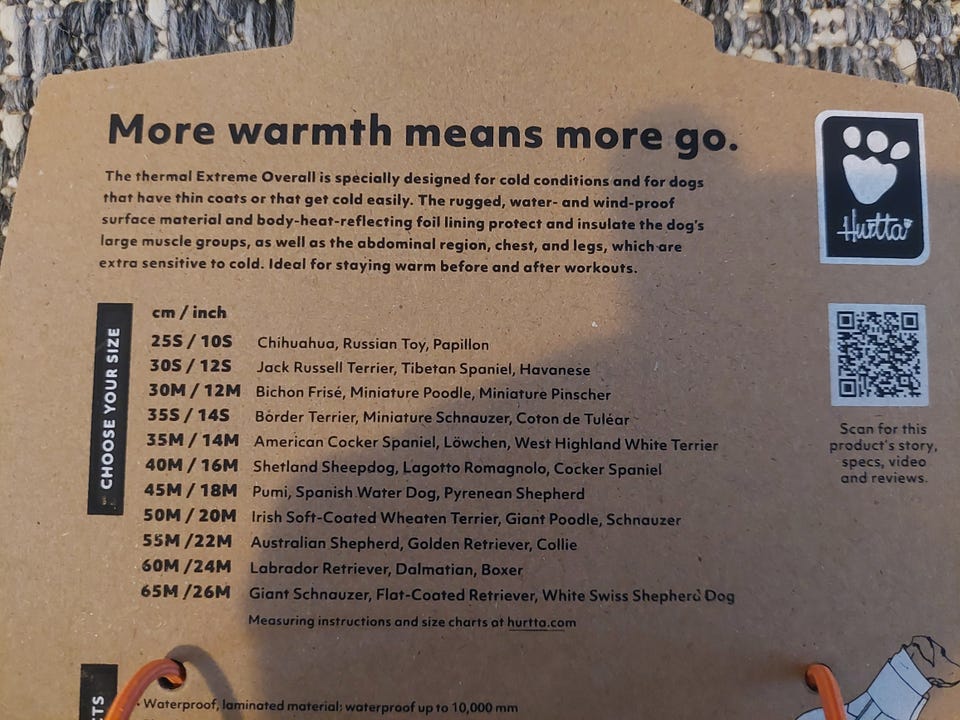 More warmth means more go.
The thermal Extreme Overall is specially designed for cold conditions and for dogs
that have thin coats or that get cold easily. The rugged, water- and wind-proof
surface material and body-heat-reflecting foil lining protect and insulate the dog's
large muscle groups, as well as the abdominal region, chest, and legs, which are
extra sensitive to cold. Ideal for staying warm before and after workouts.
Hurtta
CHOOSE YOUR SIZE
cm / inch
25S / 10S Chihuahua, Russian Toy, Papillon
30S / 12S Jack Russell Terrier, Tibetan Spaniel, Havanese
30M / 12M Bichon Frisé, Miniature Poodle, Miniature Pinscher
35S / 14S Border Terrier, Miniature Schnauzer, Coton de Tuléar
35M / 14M American Cocker Spaniel, Löwchen, West Highland White Terrier
40M / 16M Shetland Sheepdog, Lagotto Romagnolo, Cocker Spaniel
45M / 18M Pumi, Spanish Water Dog, Pyrenean Shepherd
50M / 20M Irish Soft-Coated Wheaten Terrier, Giant Poodle, Schnauzer
55M /22M Australian Shepherd, Golden Retriever, Collie
60M /24M Labrador Retriever, Dalmatian, Boxer
65M /26M Giant Schnauzer, Flat-Coated Retriever, White Swiss Shepherd Dog
Measuring instructions and size charts at hurtta.com
Scan for this
product's story,
specs, video
and reviews.
• Waterproof, laminated material: waterproof up to 10,000 mm